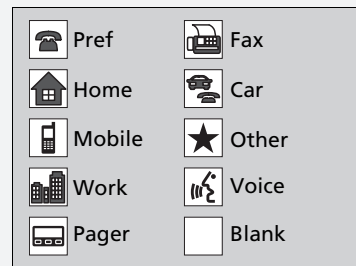 Pref
Fax
Home
Car
Mobile
Other
Work
Voice
Pager
Blank